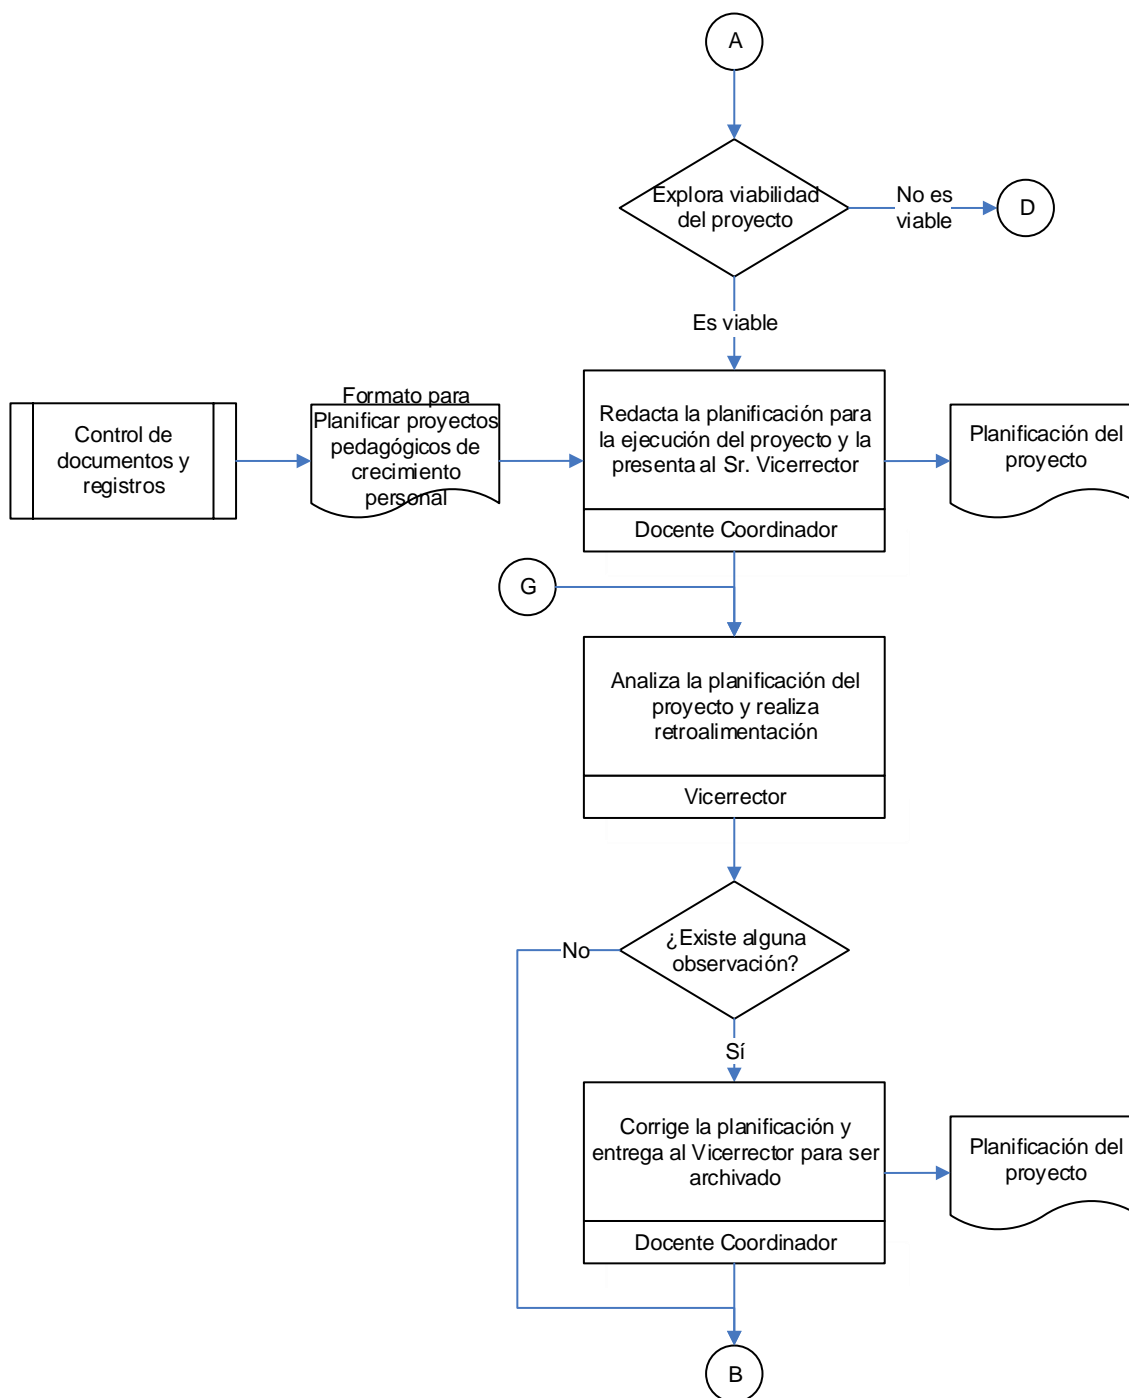 A
Explora viabilidad
del proyecto
No es
viable
D
Es viable
Control de
documentos y
registros
Formato para
Planificar proyectos
pedagógicos de
crecimiento
personal
Redacta la planificación para
la ejecución del proyecto y la
presenta al Sr. Vicerrector
Docente Coordinador
Planificación del
proyecto
G
Analiza la planificación del
proyecto y realiza
retroalimentación
Vicerrector
¿Existe alguna
observación?
No
Sí
Corrige la planificación y
entrega al Vicerrector para ser
archivado
Docente Coordinador
Planificación del
proyecto
B